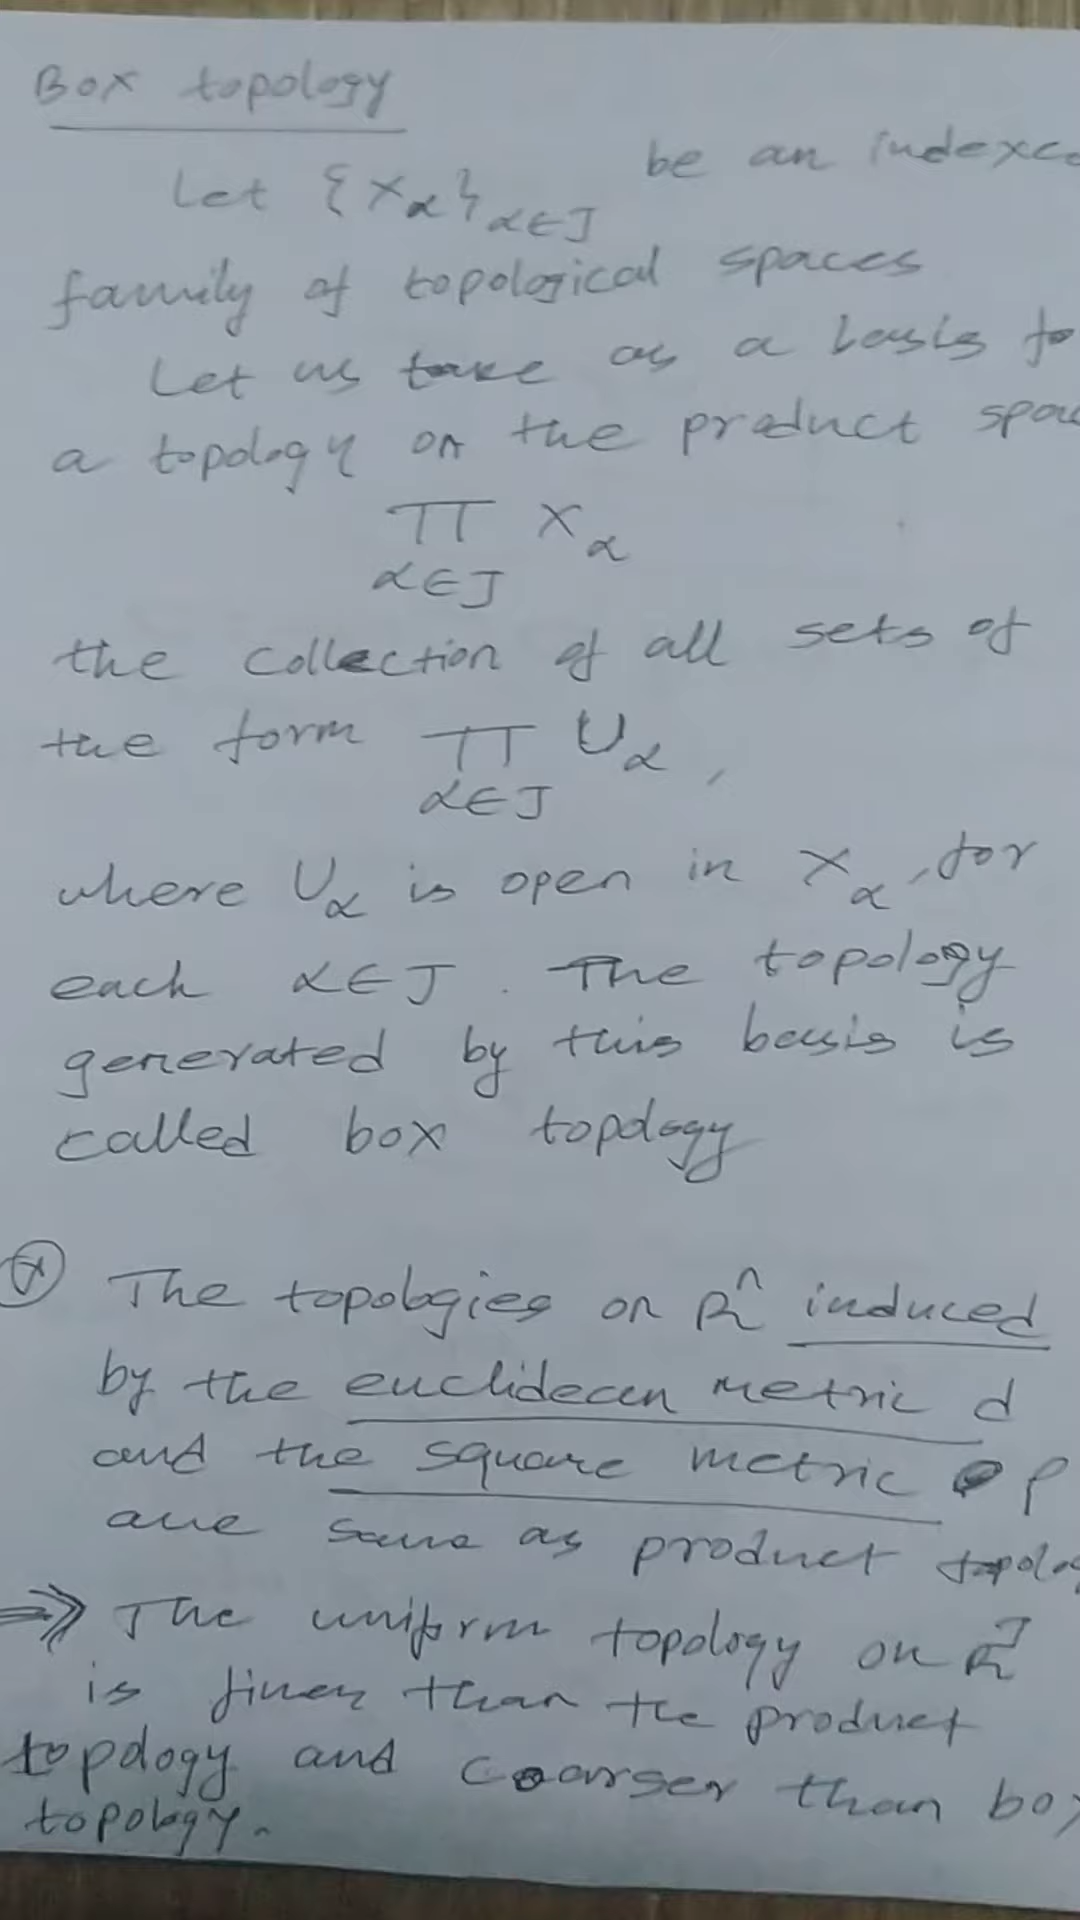 Box topology
Let {Xα}α∈J be an indexe
family of topological spaces
Let us take as a basis fo
a topology on the product spac
∏ Xα
α∈J
the collection of all sets of
the form ∏ Uα,
α∈J
where Uα is open in Xα, for
each α∈J. The topology
generated by this basis is
called box topology
The topologies on Rⁿ induced
by the euclidean metric d
and the square metric ρ
are same as product topolog
⇒ The uniform topology on Rᴶ
is finer than the product
topology and coarser than box
topology.